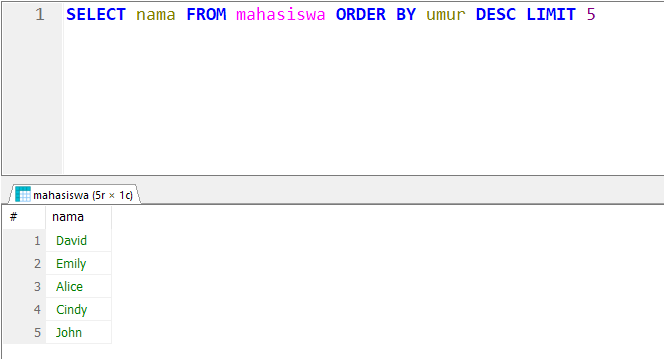 1 SELECT nama FROM mahasiswa ORDER BY umur DESC LIMIT 5
mahasiswa (5r × 1c)
# nama
1 David
2 Emily
3 Alice
4 Cindy
5 John